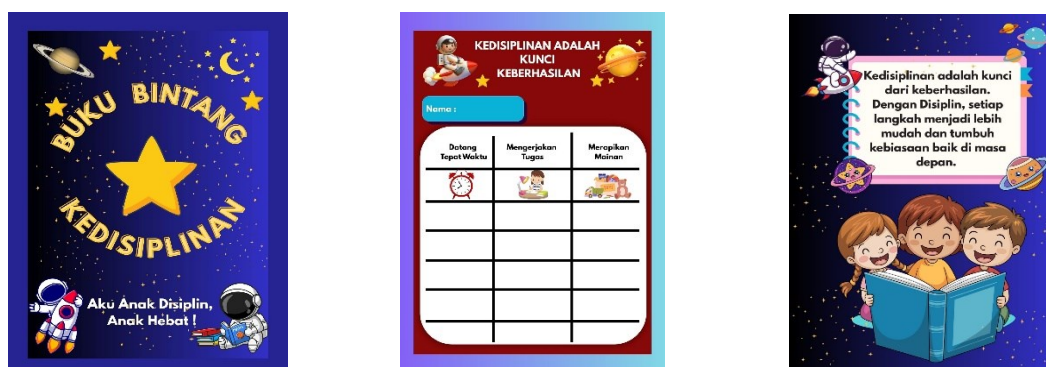 BUKU BINTANG
KEDISIPLINAN
Aku Anak Disiplin,
Anak Hebat !
KEDISIPLINAN ADALAH
KUNCI
KEBERHASILAN
Nama :
Datang
Tepat Waktu
Mengerjakan
Tugas
Merapikan
Mainan
Kedisiplinan adalah kunci
dari keberhasilan.
Dengan Disiplin, setiap
langkah menjadi lebih
mudah dan tumbuh
kebiasaan baik di masa
depan.